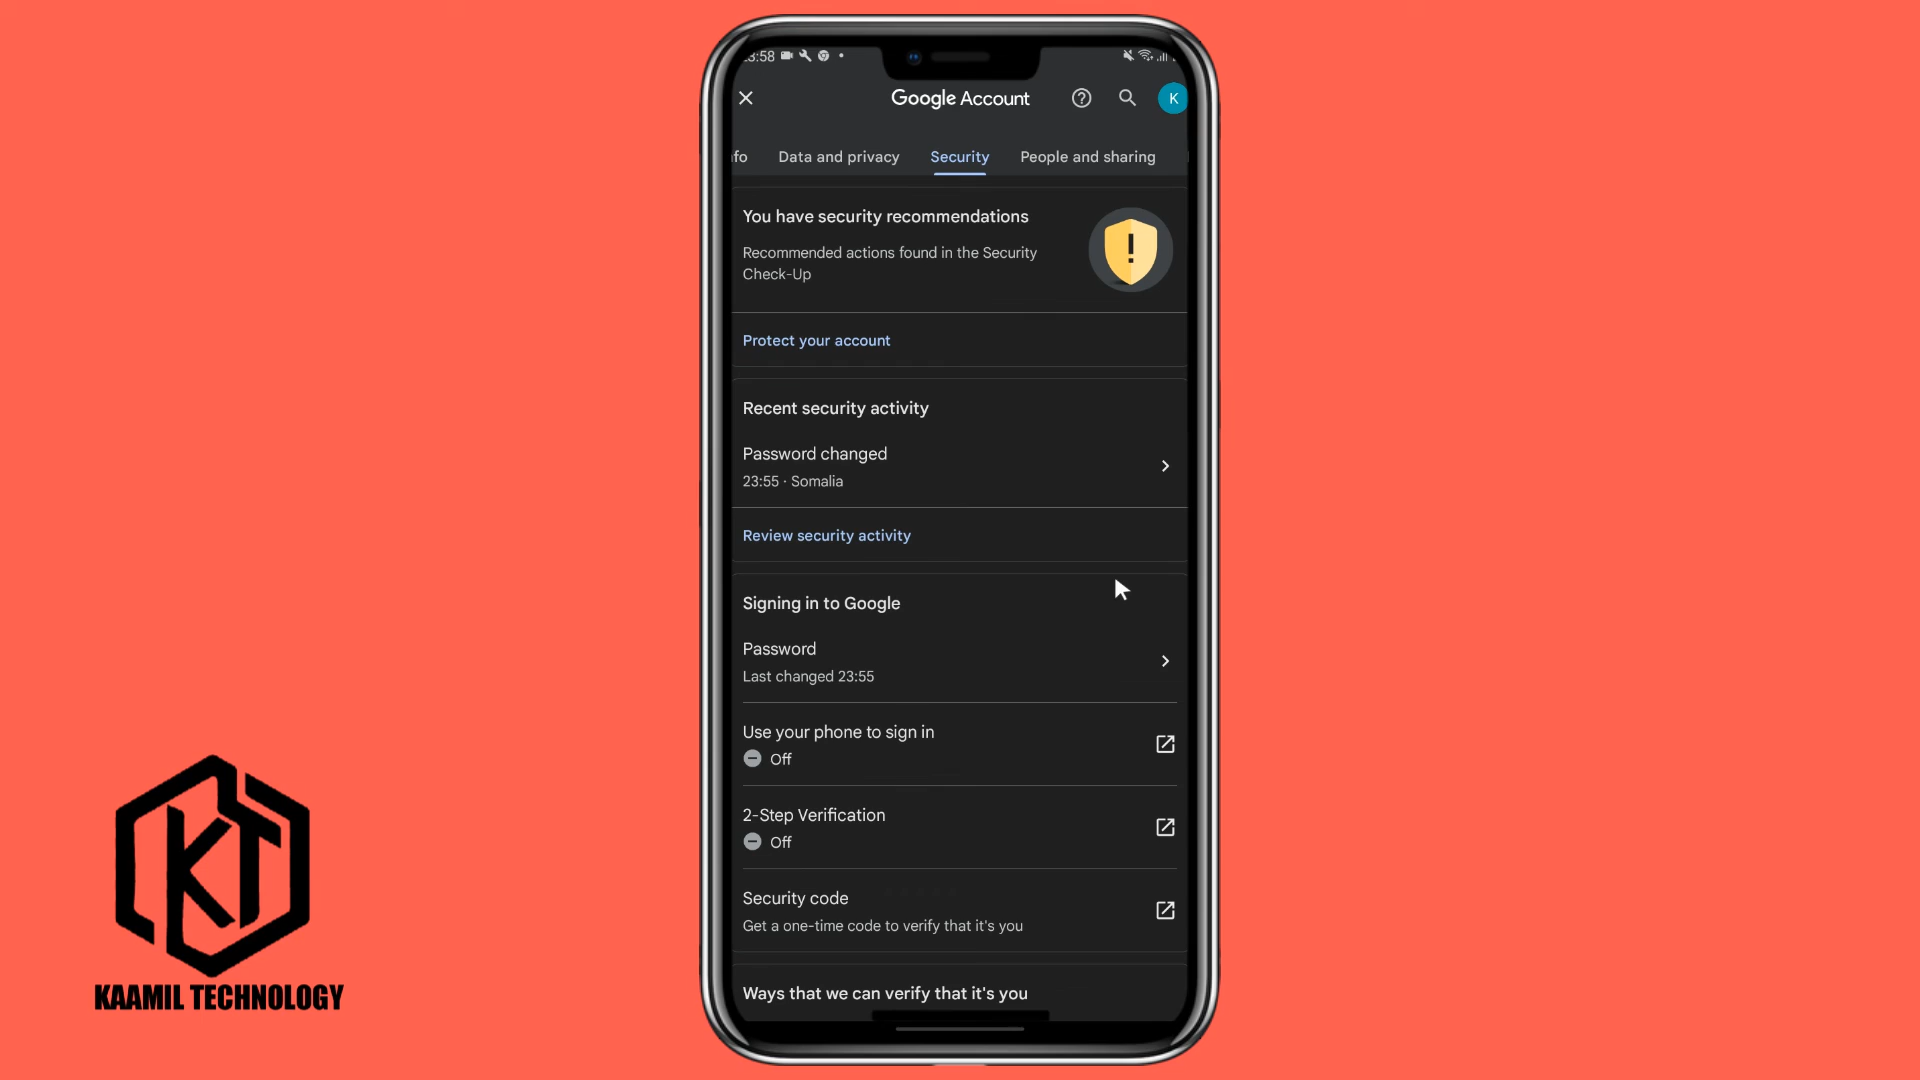 :58
Google Account
K
nfo
Data and privacy
Security
People and sharing
You have security recommendations
Recommended actions found in the Security
Check-Up
Protect your account
Recent security activity
Password changed
23:55 · Somalia
Review security activity
Signing in to Google
Password
Last changed 23:55
Use your phone to sign in
Off
2-Step Verification
Off
Security code
Get a one-time code to verify that it's you
Ways that we can verify that it's you
KT
KAAMIL TECHNOLOGY